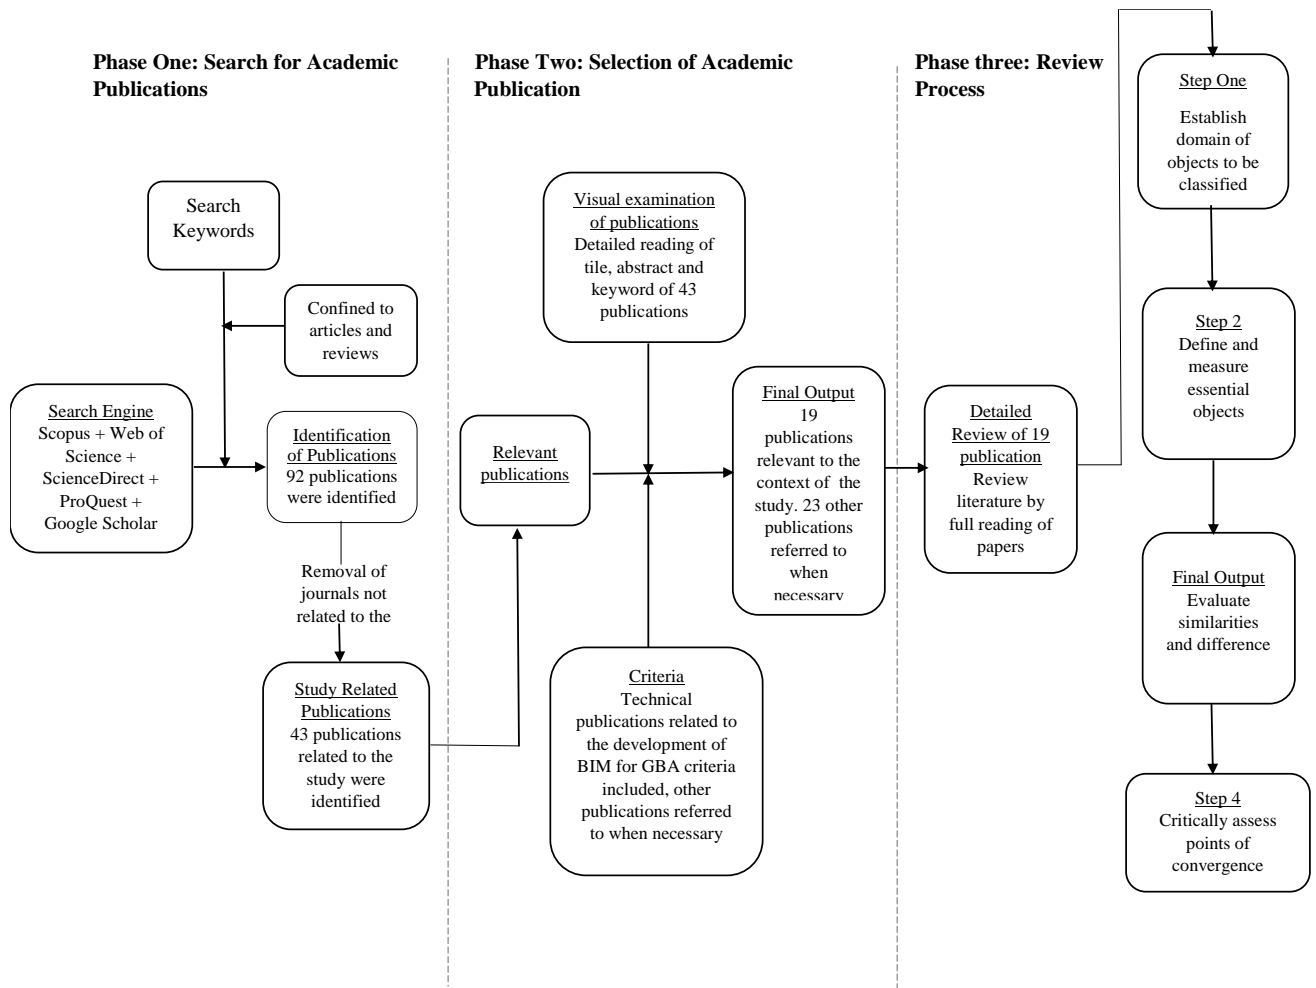 Phase One: Search for Academic
Publications
Search
Keywords
Confined to
articles and
reviews
Search Engine
Scopus + Web of
Science +
ScienceDirect +
ProQuest +
Google Scholar
Identification
of Publications
92 publications
were identified
Removal of
journals not
related to the
Study Related
Publications
43 publications
related to the
study were
identified
Phase Two: Selection of Academic
Publication
Visual examination
of publications
Detailed reading of
tile, abstract and
keyword of 43
publications
Relevant
publications
Final Output
19
publications
relevant to the
context of the
study. 23 other
publications
referred to
when
necessary
Criteria
Technical
publications related to
the development of
BIM for GBA criteria
included, other
publications referred
to when necessary
Phase three: Review
Process
Detailed
Review of 19
publication
Review
literature by
full reading of
papers
Step One
Establish
domain of
objects to be
classified
Step 2
Define and
measure
essential
objects
Final Output
Evaluate
similarities
and difference
Step 4
Critically assess
points of
convergence